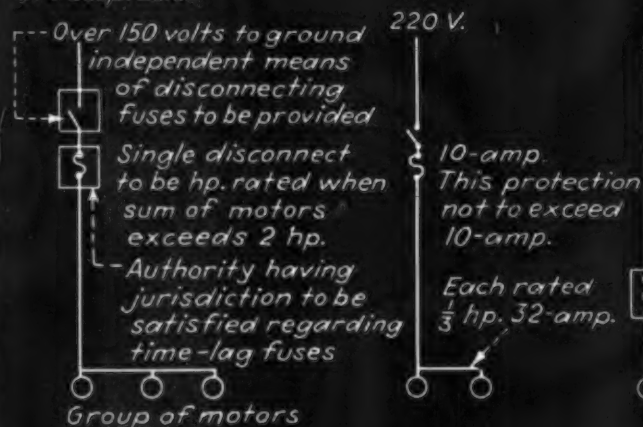 Over 150 volts to ground
independent means
of disconnecting
fuses to be provided
Single disconnect
to be hp. rated when
sum of motors
exceeds 2 hp.
Authority having
jurisdiction to be
satisfied regarding
time-lag fuses
Group of motors
220 V.
10-amp.
This protection
not to exceed
10-amp.
Each rated
1/3 hp. 32-amp.